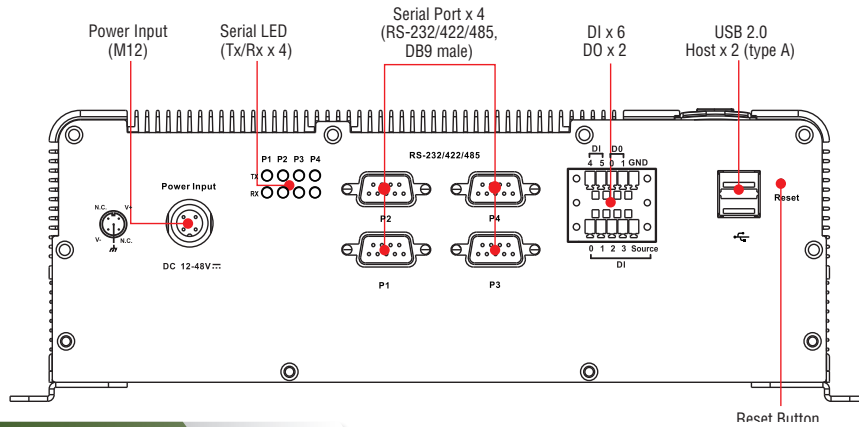 Power Input
(M12)
Serial LED
(Tx/Rx x 4)
Serial Port x 4
(RS-232/422/485,
DB9 male)
DI x 6
DO x 2
USB 2.0
Host x 2 (type A)
P1 P2 P3 P4
TX
RX
RS-232/422/485
DI D0
4 5 0 1 GND
Power Input
N.C. V+
V- N.C.
DC 12-48V
P2
P4
P1
P3
0 1 2 3 Source
DI
Reset
Reset Button